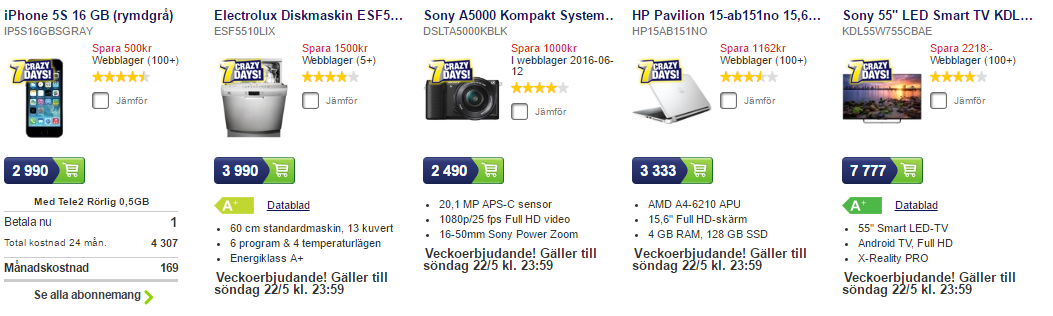 iPhone 5S 16 GB (rymdgrå)
IP5S16GBSGRAY
7 CRAZY DAYS!
Spara 500kr
Webblager (100+)
Jämför
2 990
Med Tele2 Rörlig 0,5GB
Betala nu 1
Total kostnad 24 mån. 4 307
Månadskostnad 169
Se alla abonnemang
Electrolux Diskmaskin ESF5…
ESF5510LIX
7 CRAZY DAYS!
Spara 1500kr
Webblager (5+)
Jämför
3 990
A+ Datablad
60 cm standardmaskin, 13 kuvert
6 program & 4 temperaturlägen
Energiklass A+
Veckoerbjudande! Gäller till
söndag 22/5 kl. 23:59
Sony A5000 Kompakt System…
DSLTA5000KBLK
7 CRAZY DAYS!
Spara 1000kr
I webblager 2016-06-
12
Jämför
2 490
20,1 MP APS-C sensor
1080p/25 fps Full HD video
16-50mm Sony Power Zoom
Veckoerbjudande! Gäller till
söndag 22/5 kl. 23:59
HP Pavilion 15-ab151no 15,6…
HP15AB151NO
7 CRAZY DAYS!
Spara 1162kr
Webblager (100+)
Jämför
3 333
AMD A4-6210 APU
15,6" Full HD-skärm
4 GB RAM, 128 GB SSD
Veckoerbjudande! Gäller till
söndag 22/5 kl. 23:59
Sony 55" LED Smart TV KDL…
KDL55W755CBAE
7 CRAZY DAYS!
Spara 2218:-
Webblager (100+)
Jämför
7 777
A+ Datablad
55" Smart LED-TV
Android TV, Full HD
X-Reality PRO
Veckoerbjudande! Gäller till
söndag 22/5 kl. 23:59